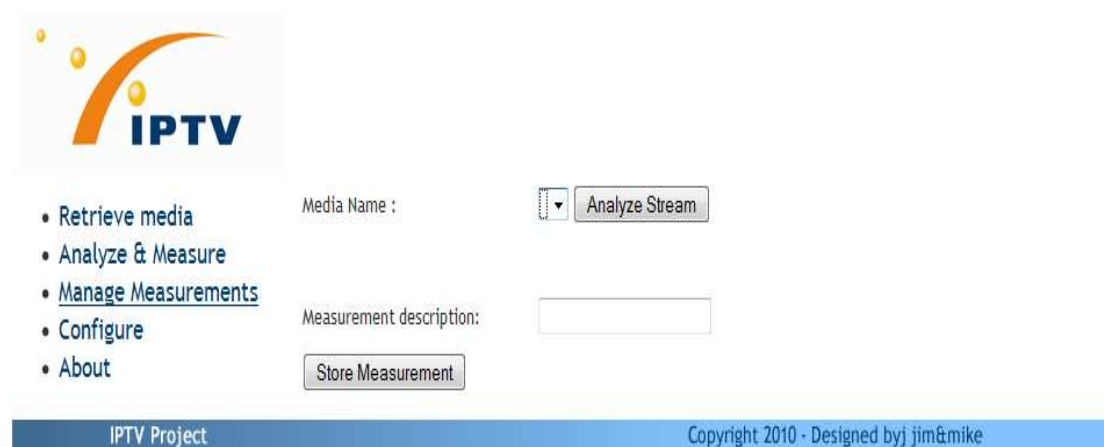 IPTV
Retrieve media
Analyze & Measure
Manage Measurements
Configure
About
Media Name :
Analyze Stream
Measurement description:
Store Measurement
IPTV Project
Copyright 2010 - Designed byj jim&mike